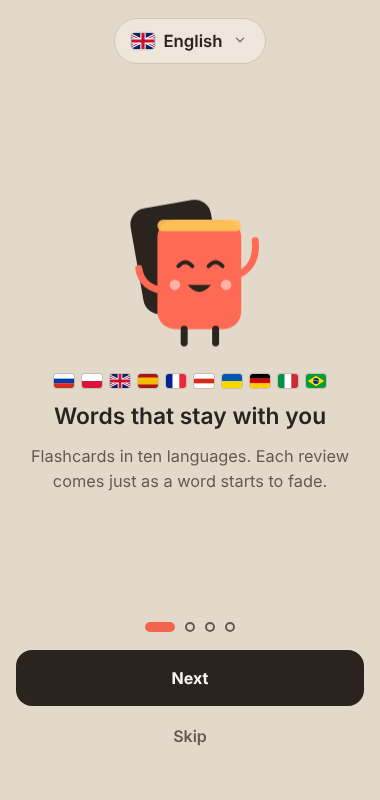 English
Words that stay with you
Flashcards in ten languages. Each review
comes just as a word starts to fade.
Next
Skip